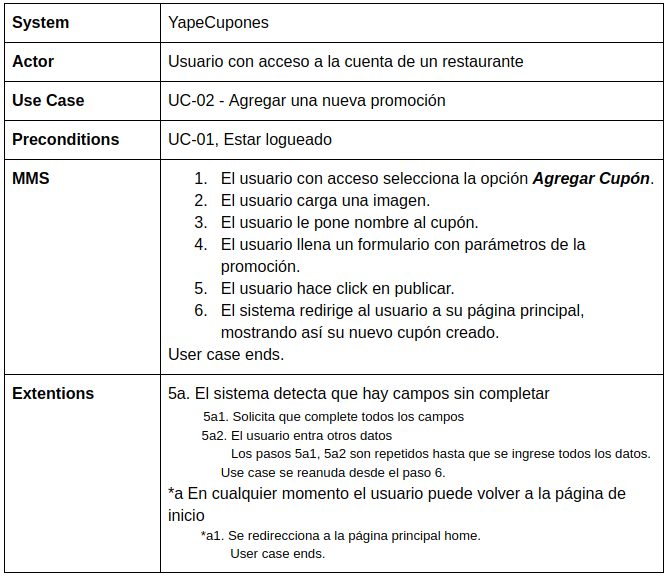 System
YapeCupones
Actor
Usuario con acceso a la cuenta de un restaurante
Use Case
UC-02 - Agregar una nueva promoción
Preconditions
UC-01, Estar logueado
MMS
1. El usuario con acceso selecciona la opción Agregar Cupón.
2. El usuario carga una imagen.
3. El usuario le pone nombre al cupón.
4. El usuario llena un formulario con parámetros de la
promoción.
5. El usuario hace click en publicar.
6. El sistema redirige al usuario a su página principal,
mostrando así su nuevo cupón creado.
User case ends.
Extentions
5a. El sistema detecta que hay campos sin completar
5a1. Solicita que complete todos los campos
5a2. El usuario entra otros datos
Los pasos 5a1, 5a2 son repetidos hasta que se ingrese todos los datos.
Use case se reanuda desde el paso 6.
*a En cualquier momento el usuario puede volver a la página de
inicio
*a1. Se redirecciona a la página principal home.
User case ends.